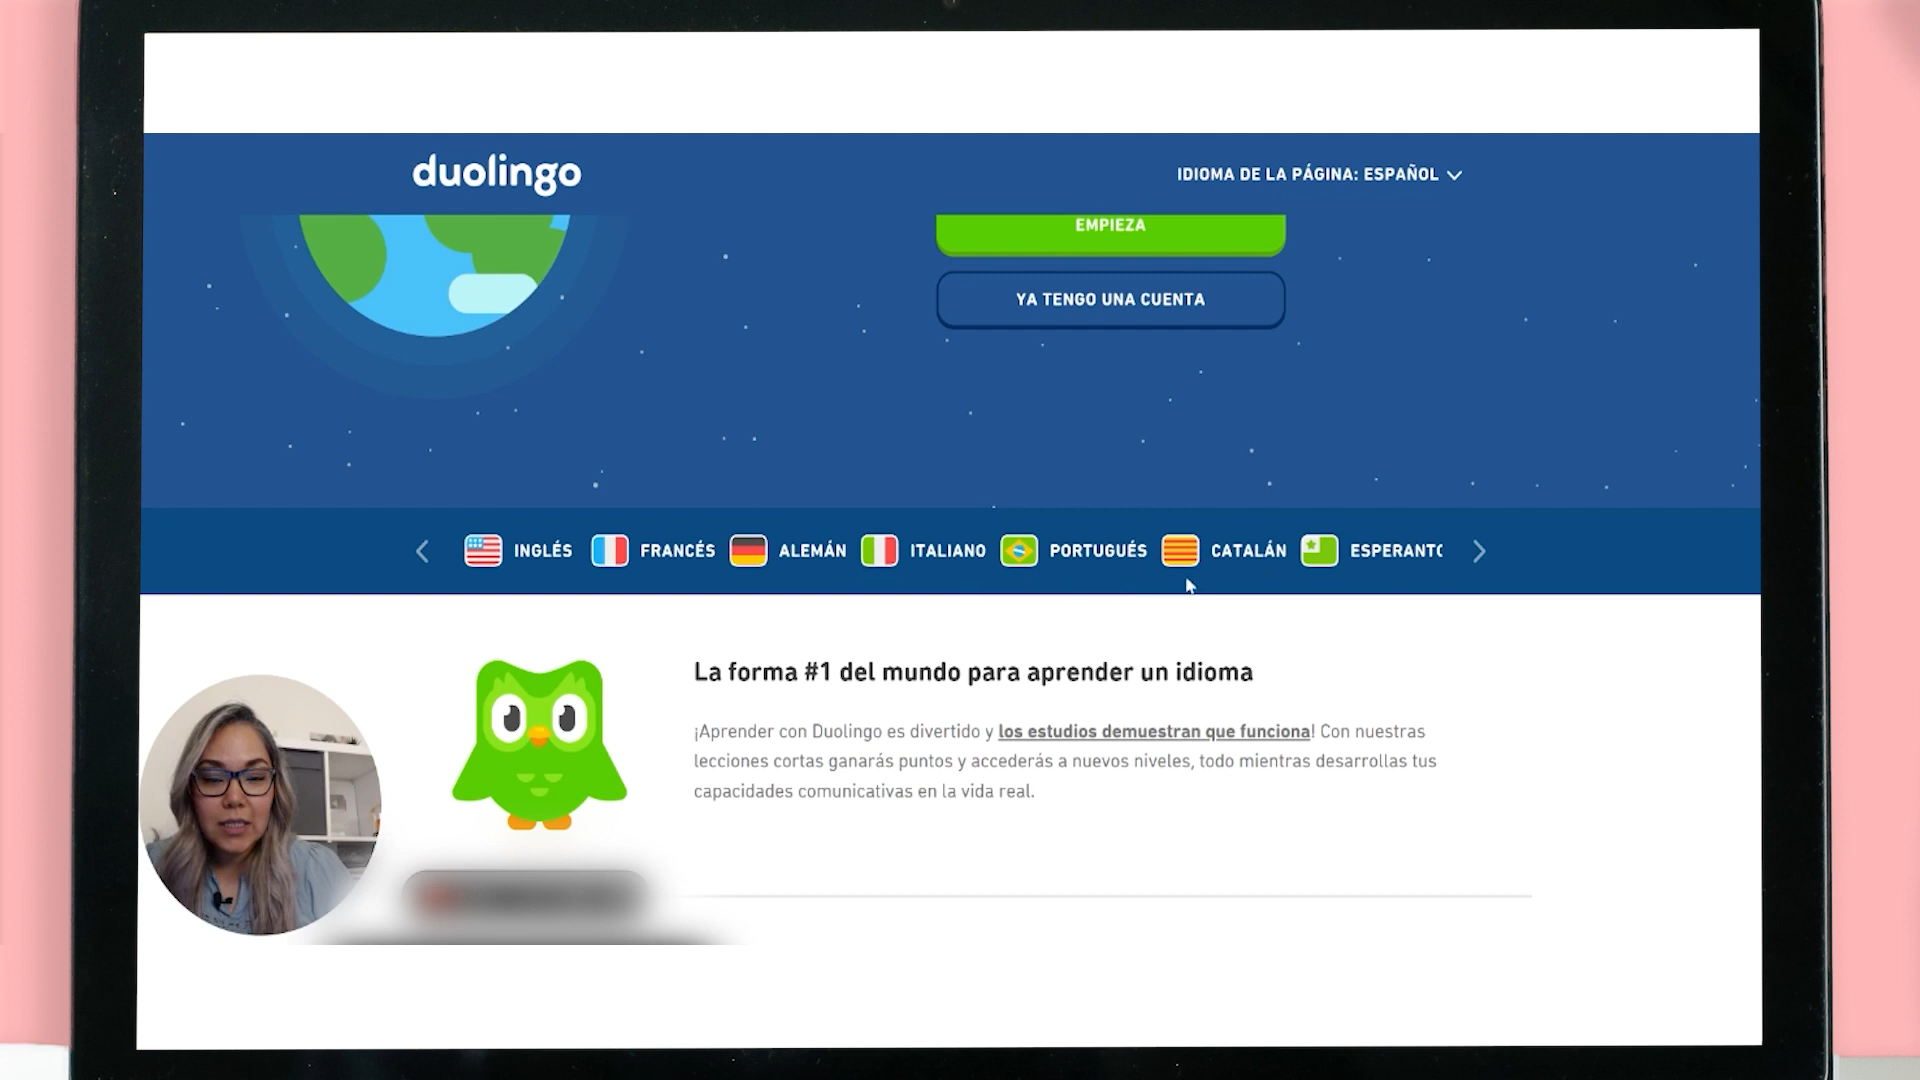 duolingo
IDIOMA DE LA PÁGINA: ESPAÑOL
EMPIEZA
YA TENGO UNA CUENTA
INGLÉS
FRANCÉS
ALEMÁN
ITALIANO
PORTUGUÉS
CATALÁN
ESPERANTO
La forma #1 del mundo para aprender un idioma
¡Aprender con Duolingo es divertido y los estudios demuestran que funciona! Con nuestras
lecciones cortas ganarás puntos y accederás a nuevos niveles, todo mientras desarrollas tus
capacidades comunicativas en la vida real.